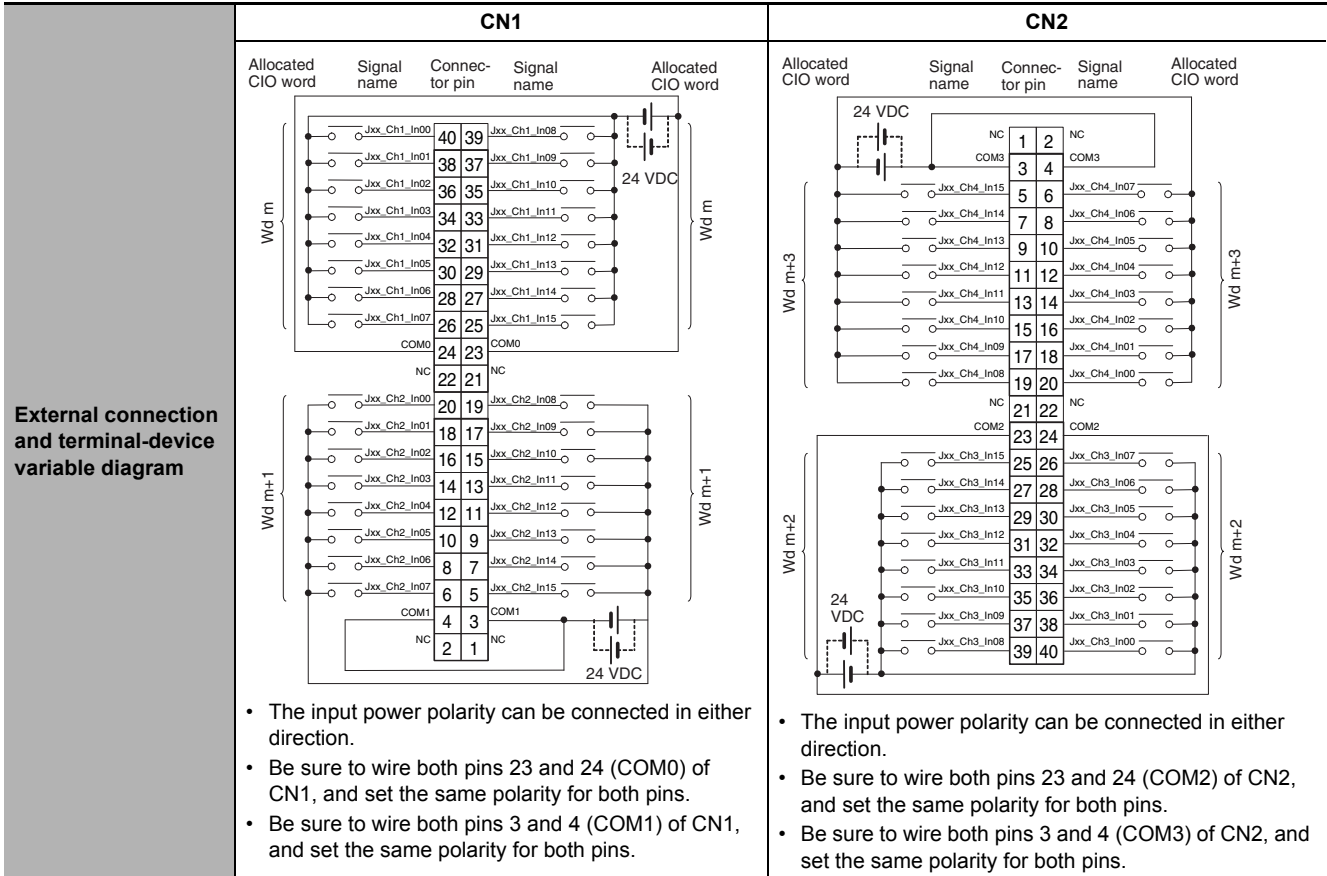 CN1
CN2
External connection
and terminal-device
variable diagram
Allocated CIO word
Signal name
Connec-tor pin
Signal name
Allocated CIO word
Jxx_Ch1_In00 40 39 Jxx_Ch1_In08
Jxx_Ch1_In01 38 37 Jxx_Ch1_In09
Jxx_Ch1_In02 36 35 Jxx_Ch1_In10
24 VDC
Jxx_Ch1_In03 34 33 Jxx_Ch1_In11
Wd m
Wd m
Jxx_Ch1_In04 32 31 Jxx_Ch1_In12
Jxx_Ch1_In05 30 29 Jxx_Ch1_In13
Jxx_Ch1_In06 28 27 Jxx_Ch1_In14
Jxx_Ch1_In07 26 25 Jxx_Ch1_In15
COM0 24 23 COM0
NC 22 21 NC
Jxx_Ch2_In00 20 19 Jxx_Ch2_In08
Jxx_Ch2_In01 18 17 Jxx_Ch2_In09
Jxx_Ch2_In02 16 15 Jxx_Ch2_In10
Jxx_Ch2_In03 14 13 Jxx_Ch2_In11
Wd m+1
Wd m+1
Jxx_Ch2_In04 12 11 Jxx_Ch2_In12
Jxx_Ch2_In05 10 9 Jxx_Ch2_In13
Jxx_Ch2_In06 8 7 Jxx_Ch2_In14
Jxx_Ch2_In07 6 5 Jxx_Ch2_In15
COM1 4 3 COM1
NC 2 1 NC
24 VDC
• The input power polarity can be connected in either
direction.
• Be sure to wire both pins 23 and 24 (COM0) of
CN1, and set the same polarity for both pins.
• Be sure to wire both pins 3 and 4 (COM1) of CN1,
and set the same polarity for both pins.
Allocated CIO word
Signal name
Connec-tor pin
Signal name
Allocated CIO word
24 VDC
NC 1 2 NC
COM3 3 4 COM3
Jxx_Ch4_In15 5 6 Jxx_Ch4_In07
Jxx_Ch4_In14 7 8 Jxx_Ch4_In06
Jxx_Ch4_In13 9 10 Jxx_Ch4_In05
Wd m+3
Wd m+3
Jxx_Ch4_In12 11 12 Jxx_Ch4_In04
Jxx_Ch4_In11 13 14 Jxx_Ch4_In03
Jxx_Ch4_In10 15 16 Jxx_Ch4_In02
Jxx_Ch4_In09 17 18 Jxx_Ch4_In01
Jxx_Ch4_In08 19 20 Jxx_Ch4_In00
NC 21 22 NC
COM2 23 24 COM2
Jxx_Ch3_In15 25 26 Jxx_Ch3_In07
Jxx_Ch3_In14 27 28 Jxx_Ch3_In06
Jxx_Ch3_In13 29 30 Jxx_Ch3_In05
Wd m+2
Wd m+2
Jxx_Ch3_In12 31 32 Jxx_Ch3_In04
Jxx_Ch3_In11 33 34 Jxx_Ch3_In03
Jxx_Ch3_In10 35 36 Jxx_Ch3_In02
24
VDC
Jxx_Ch3_In09 37 38 Jxx_Ch3_In01
Jxx_Ch3_In08 39 40 Jxx_Ch3_In00
• The input power polarity can be connected in either
direction.
• Be sure to wire both pins 23 and 24 (COM2) of CN2,
and set the same polarity for both pins.
• Be sure to wire both pins 3 and 4 (COM3) of CN2, and
set the same polarity for both pins.